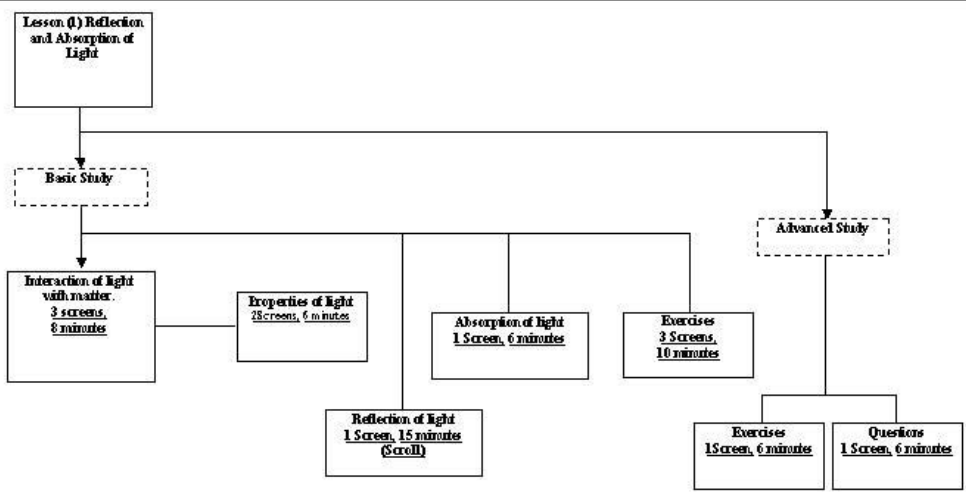 Lesson (1) Reflection
and Absorption of
Light
Basic Study
Advanced Study
Interaction of light
with matter.
3 screens,
8 minutes
Properties of light
2Screens, 6 minutes
Absorption of light
1 Screen, 6 minutes
Exercises
3 Screens,
10 minutes
Reflection of light
1 Screen, 15 minutes
(Scroll)
Exercises
1Screen, 6 minutes
Questions
1 Screen, 6 minutes